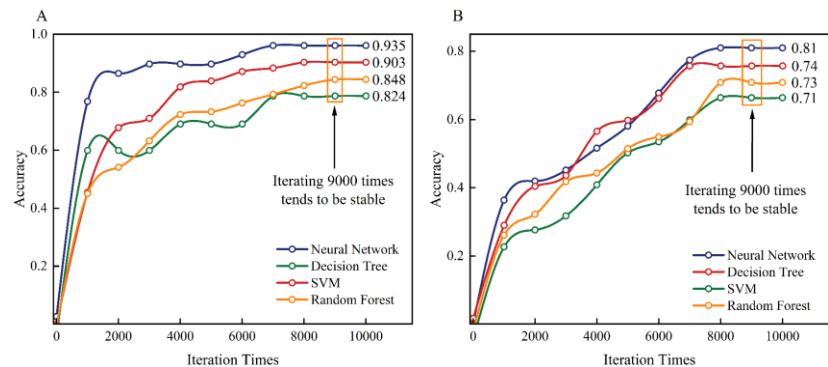 A
1.0
0.8
0.6
0.4
0.2
Accuracy
0.935
0.903
0.848
0.824
Iterating 9000 times
tends to be stable
Neural Network
Decision Tree
SVM
Random Forest
0
2000
4000
6000
8000
10000
Iteration Times
B
0.8
0.6
0.4
0.2
Accuracy
0.81
0.74
0.73
0.71
Iterating 9000 times
tends to be stable
Neural Network
Decision Tree
SVM
Random Forest
0
2000
4000
6000
8000
10000
Iteration Times